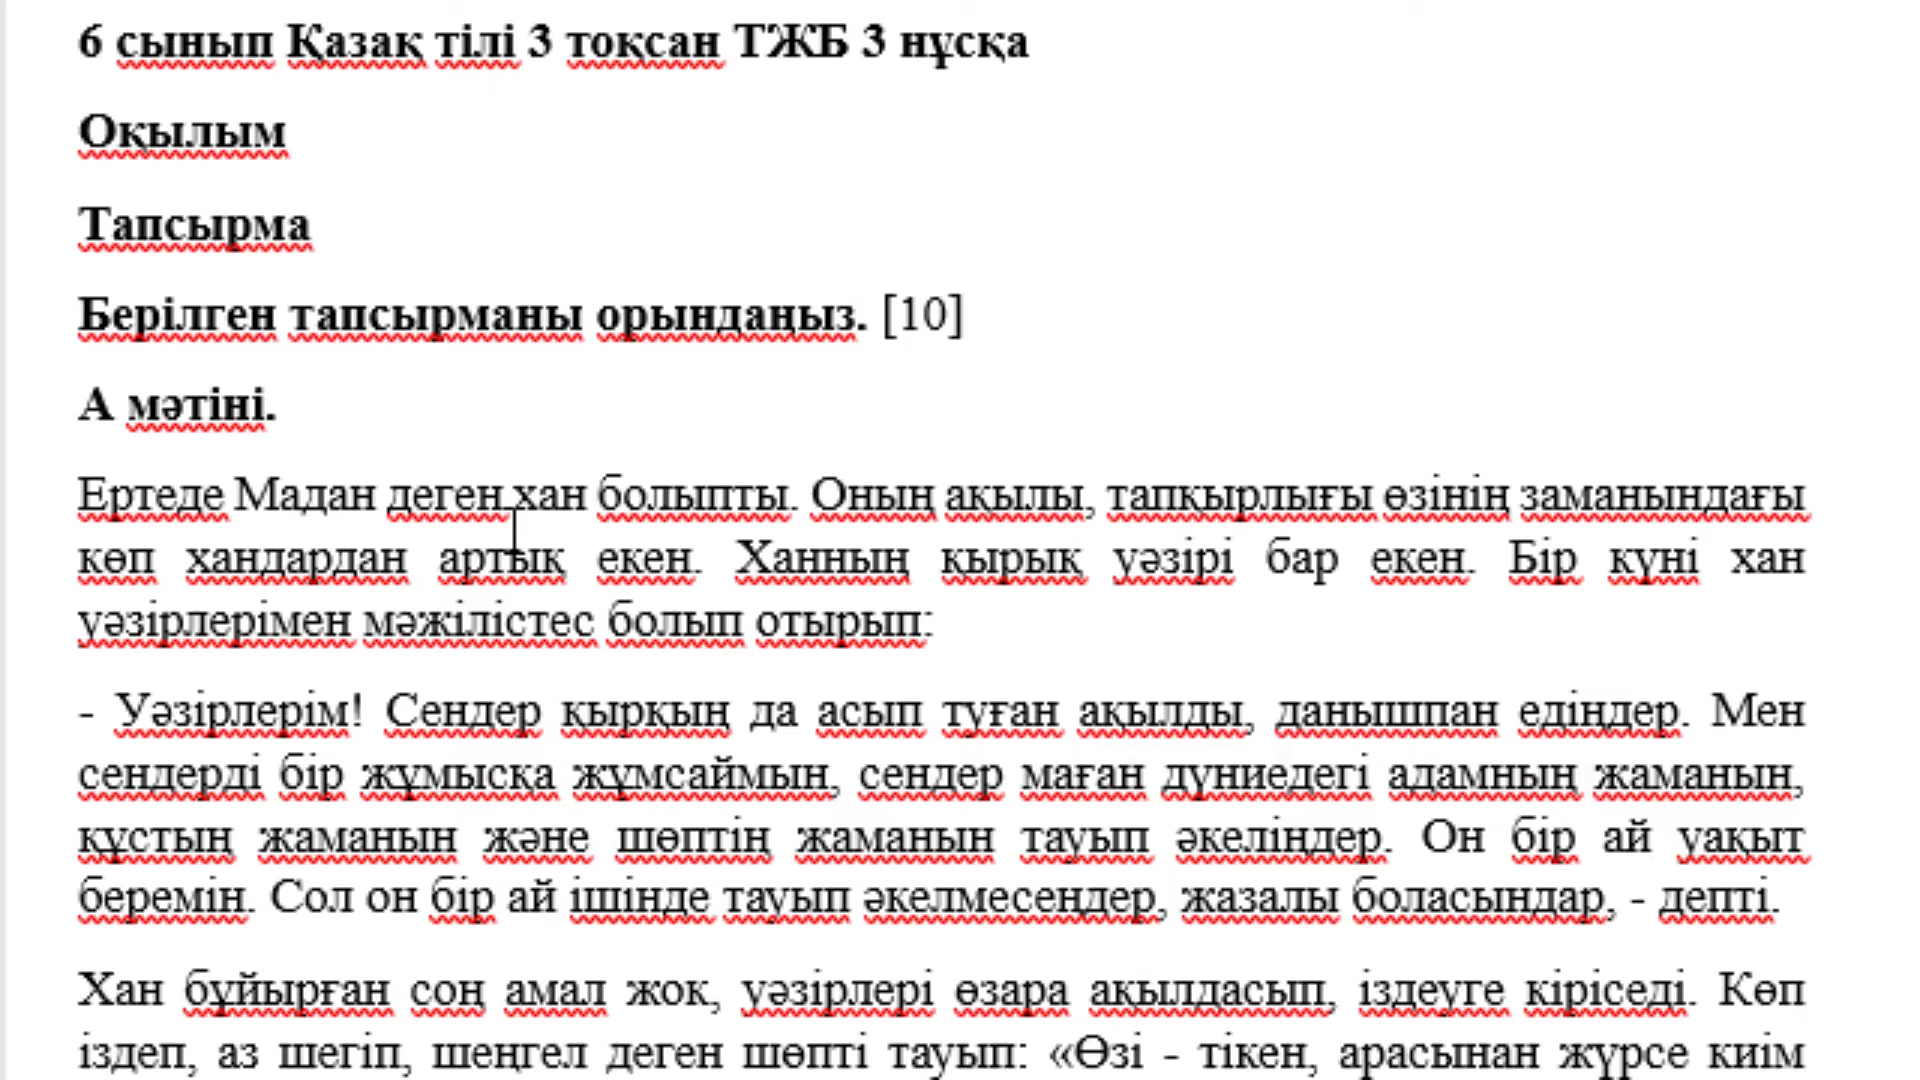 6 сынып Қазақ тілі 3 тоқсан ТЖБ 3 нұсқа
Оқылым
Тапсырма
Берілген тапсырманы орындаңыз. [10]
А мәтіні.
Ертеде Мадан деген хан болыпты. Оның ақылы, тапқырлығы өзінің заманындағы
көп хандардан артық екен. Ханның қырық уәзірі бар екен. Бір күні хан
уәзірлерімен мәжілістес болып отырып:
- Уәзірлерім! Сендер қырқың да асып туған ақылды, данышпан едіңдер. Мен
сендерді бір жұмысқа жұмсаймын, сендер маған дүниедегі адамның жаманын,
құстың жаманын және шөптің жаманын тауып әкеліңдер. Он бір ай уақыт
беремін. Сол он бір ай ішінде тауып әкелмесеңдер, жазалы боласыңдар, - депті.
Хан бұйырған соң амал жоқ, уәзірлері өзара ақылдасып, іздеуге кіріседі. Көп
іздеп, аз шегіп, шеңгел деген шөпті тауып: «Өзі - тікен, арасынан жүрсе киім